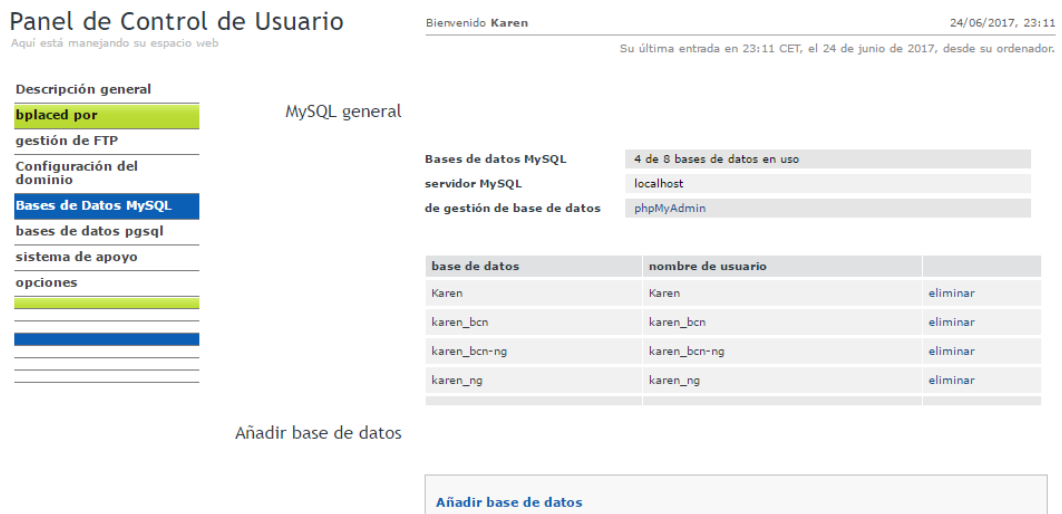 Panel de Control de Usuario
Aquí está manejando su espacio web
Bienvenido Karen
24/06/2017, 23:11
Su última entrada en 23:11 CET, el 24 de junio de 2017, desde su ordenador.
Descripción general
bplaced por
gestión de FTP
Configuración del
dominio
Bases de Datos MySQL
bases de datos pgsql
sistema de apoyo
opciones
MySQL general
Bases de datos MySQL 4 de 8 bases de datos en uso
servidor MySQL localhost
de gestión de base de datos phpMyAdmin
base de datos nombre de usuario
Karen Karen eliminar
karen_bcn karen_bcn eliminar
karen_bcn-ng karen_bcn-ng eliminar
karen_ng karen_ng eliminar
Añadir base de datos
Añadir base de datos